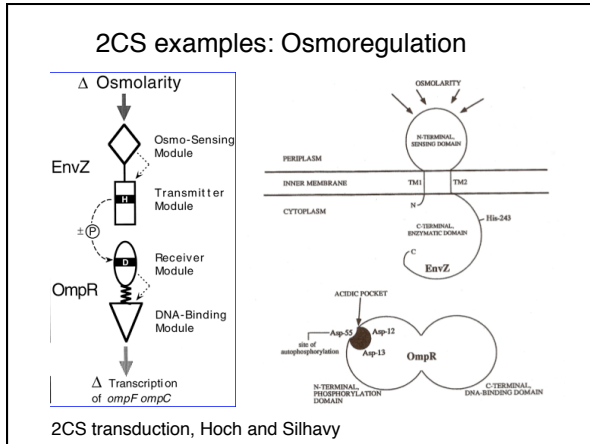 2CS examples: Osmoregulation
Δ Osmolarity
EnvZ
Osmo-Sensing
Module
H
Transmitter
Module
± P
D
Receiver
Module
OmpR
DNA-Binding
Module
Δ Transcription
of ompF ompC
OSMOLARITY
N-TERMINAL,
SENSING DOMAIN
PERIPLASM
INNER MEMBRANE
TM1
TM2
CYTOPLASM
N
His-243
C-TERMINAL,
ENZYMATIC DOMAIN
C
EnvZ
ACIDIC POCKET
Asp-55
Asp-12
site of
autophosphorylation
Asp-13
OmpR
N-TERMINAL,
PHOSPHORYLATION
DOMAIN
C-TERMINAL,
DNA-BINDING DOMAIN
2CS transduction, Hoch and Silhavy